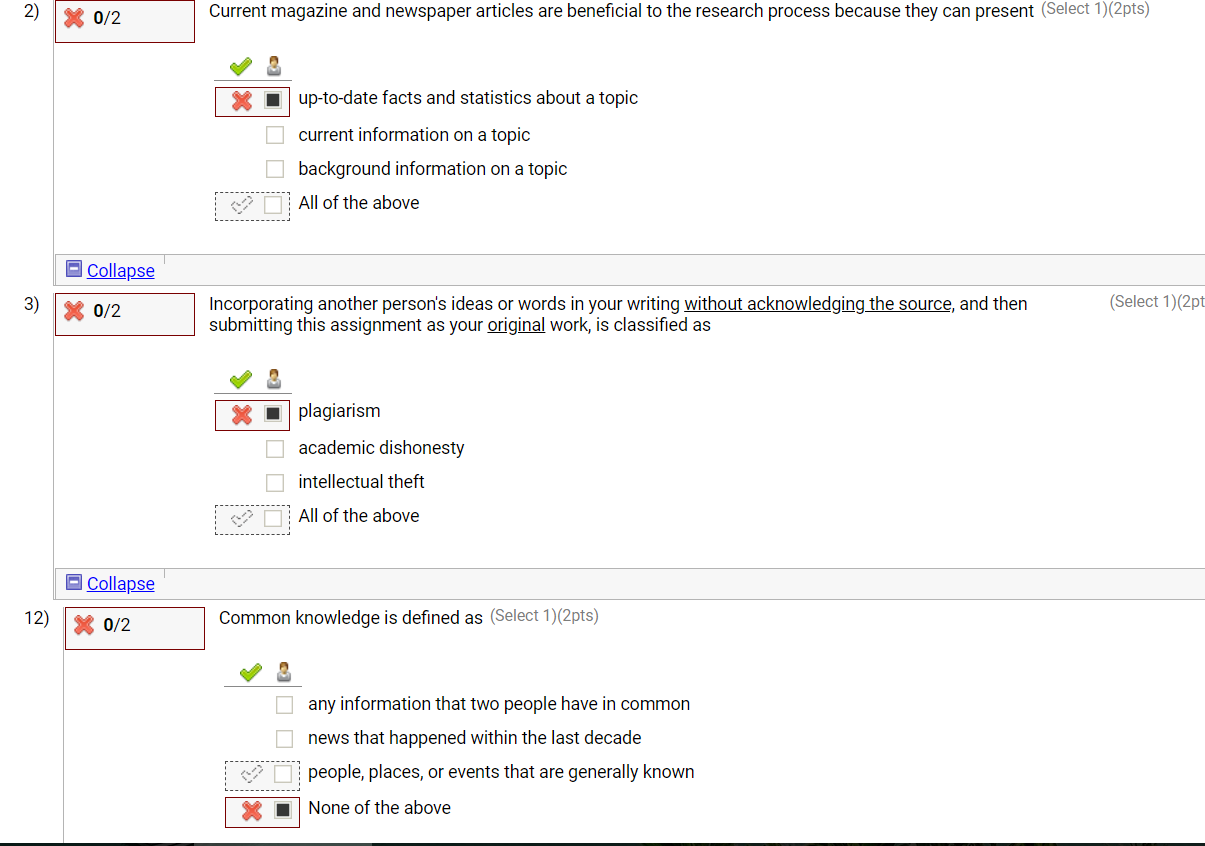 2) 0/2 Current magazine and newspaper articles are beneficial to the research process because they can present (Select 1)(2pts)
up-to-date facts and statistics about a topic
current information on a topic
background information on a topic
All of the above
Collapse
3) 0/2 Incorporating another person's ideas or words in your writing without acknowledging the source, and then (Select 1)(2pt
submitting this assignment as your original work, is classified as
plagiarism
academic dishonesty
intellectual theft
All of the above
Collapse
12) 0/2 Common knowledge is defined as (Select 1)(2pts)
any information that two people have in common
news that happened within the last decade
people, places, or events that are generally known
None of the above